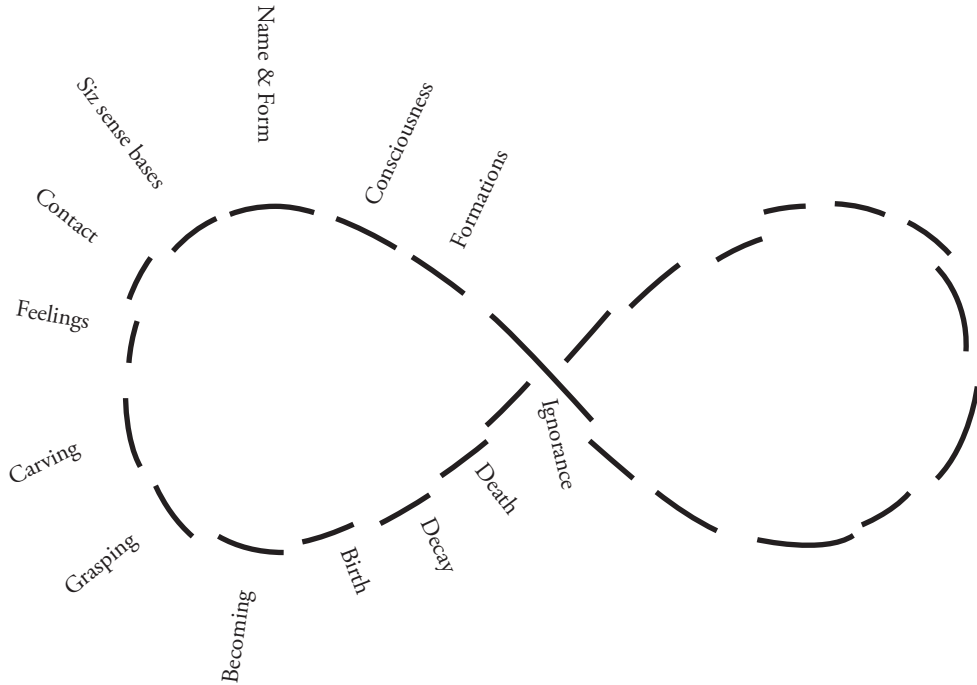 Name & Form
Siz sense bases
Consciousness
Formations
Contact
Feelings
Carving
Grasping
Becoming
Birth
Decay
Death
Ignorance